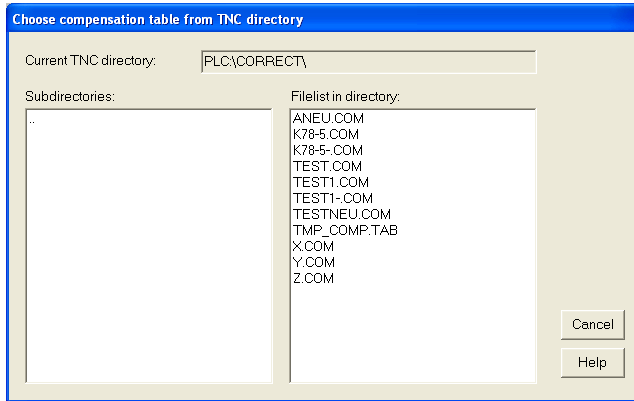 Choose compensation table from TNC directory
Current TNC directory: PLC:\CORRECT\
Subdirectories:
..
Filelist in directory:
ANEU.COM
K78-5.COM
K78-5-.COM
TEST.COM
TEST1.COM
TEST1-.COM
TESTNEU.COM
TMP_COMP.TAB
X.COM
Y.COM
Z.COM
Cancel
Help